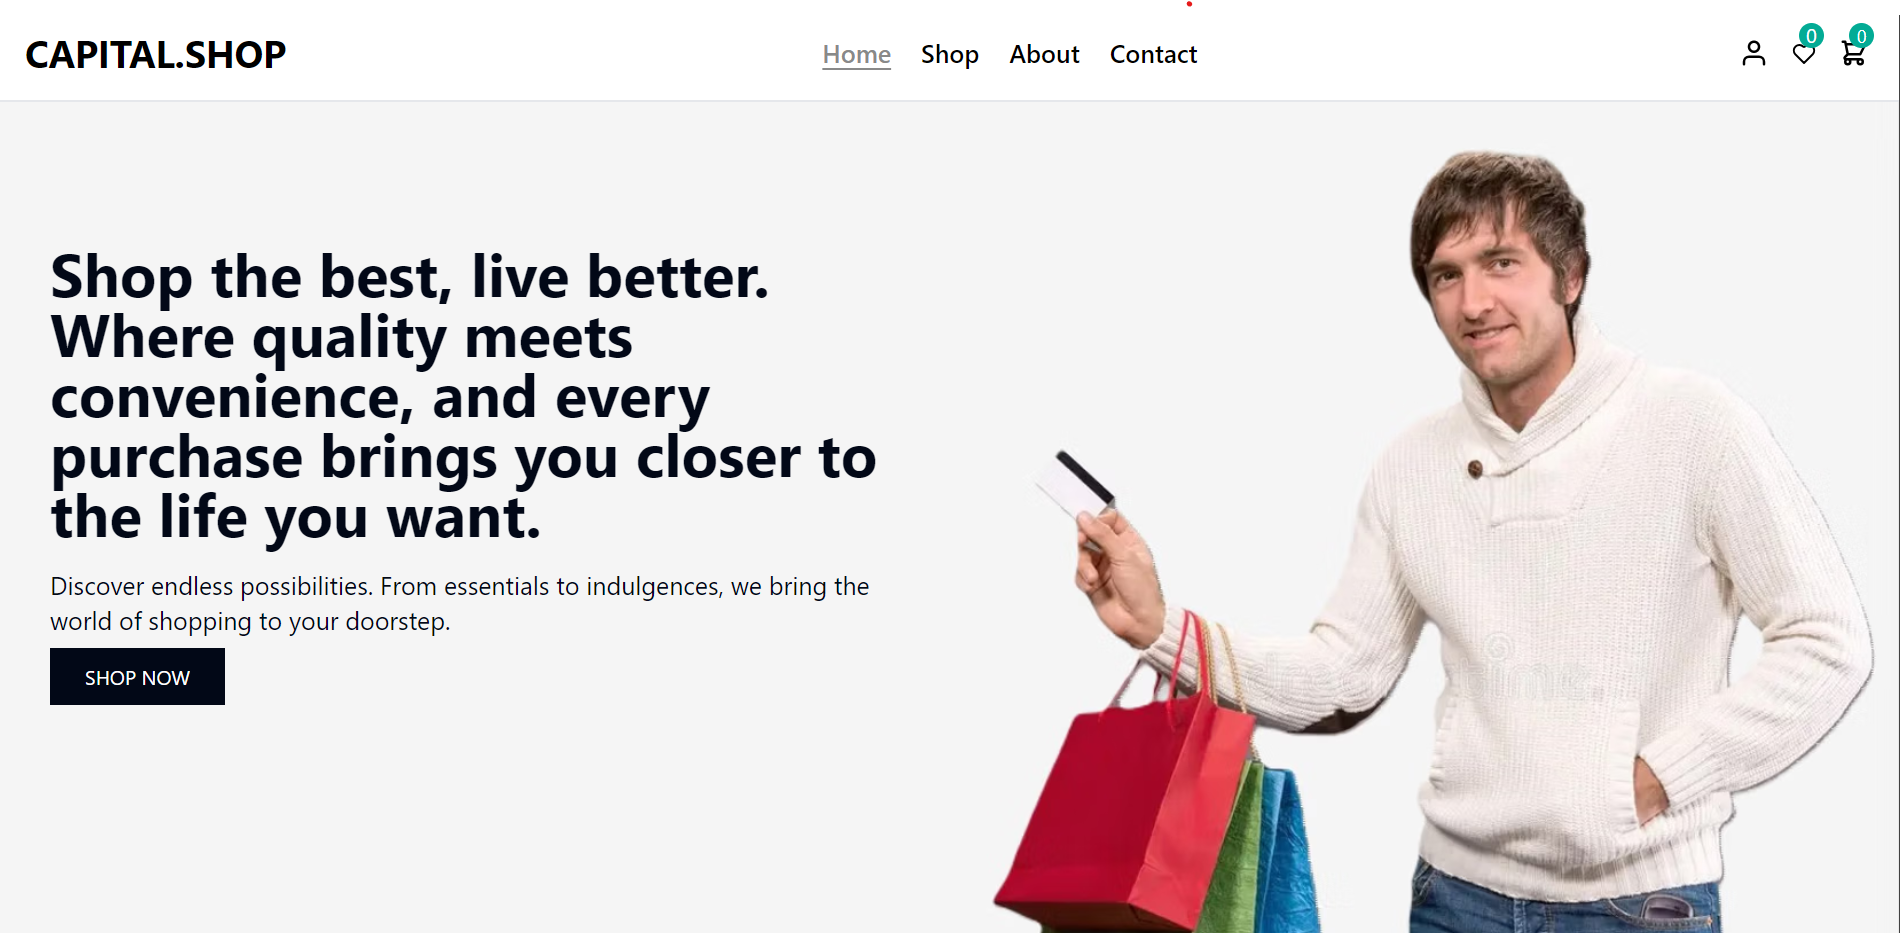 CAPITAL.SHOP
Home Shop About Contact
0 0
Shop the best, live better.
Where quality meets
convenience, and every
purchase brings you closer to
the life you want.
Discover endless possibilities. From essentials to indulgences, we bring the
world of shopping to your doorstep.
SHOP NOW